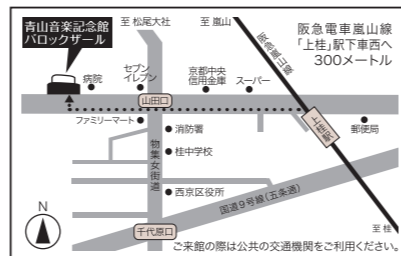 青山音楽記念館
バロックザール
至 松尾大社
至 嵐山
阪急嵐山線
阪急電車嵐山線
「上桂」駅下車西へ
300メートル
病院
セブン
イレブン
京都中央
信用金庫
スーパー
山田口
ファミリーマート
消防署
上桂駅
郵便局
物集女街道
桂中学校
西京区役所
国道9号線(五条通)
N
千代原口
至 桂
ご来館の際は公共の交通機関をご利用ください。